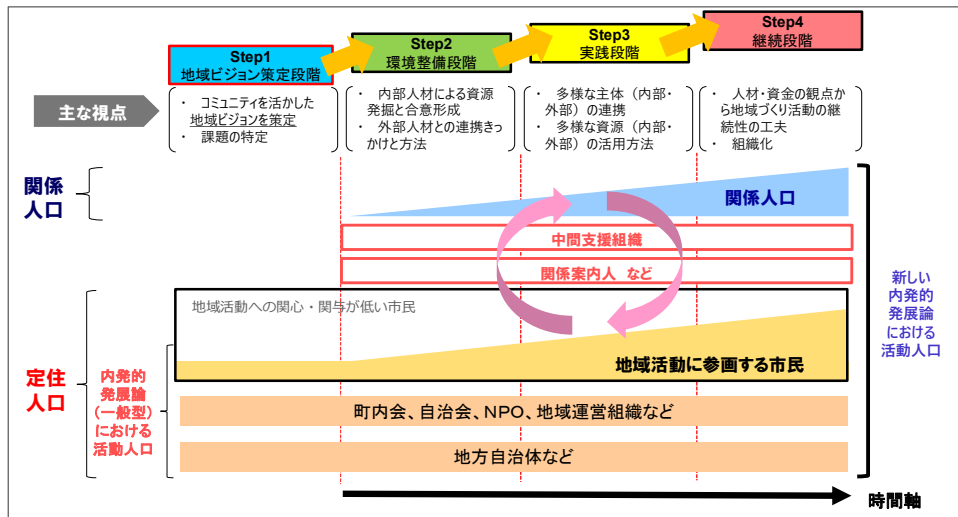 Step1
地域ビジョン策定段階
Step2
環境整備段階
Step3
実践段階
Step4
継続段階
主な視点
・ コミュニティを活かした
地域ビジョンを策定
・ 課題の特定
・ 内部人材による資源
発掘と合意形成
・ 外部人材との連携きっ
かけと方法
・ 多様な主体（内部・
外部）の連携
・ 多様な資源（内部・
外部）の活用方法
・ 人材・資金の観点か
ら地域づくり活動の継
続性の工夫
・ 組織化
関係
人口
関係人口
中間支援組織
関係案内人 など
地域活動への関心・関与が低い市民
地域活動に参画する市民
定住
人口
内発的
発展論
（一般型）
における
活動人口
町内会、自治会、NPO、地域運営組織など
地方自治体など
新しい
内発的
発展論
における
活動人口
時間軸